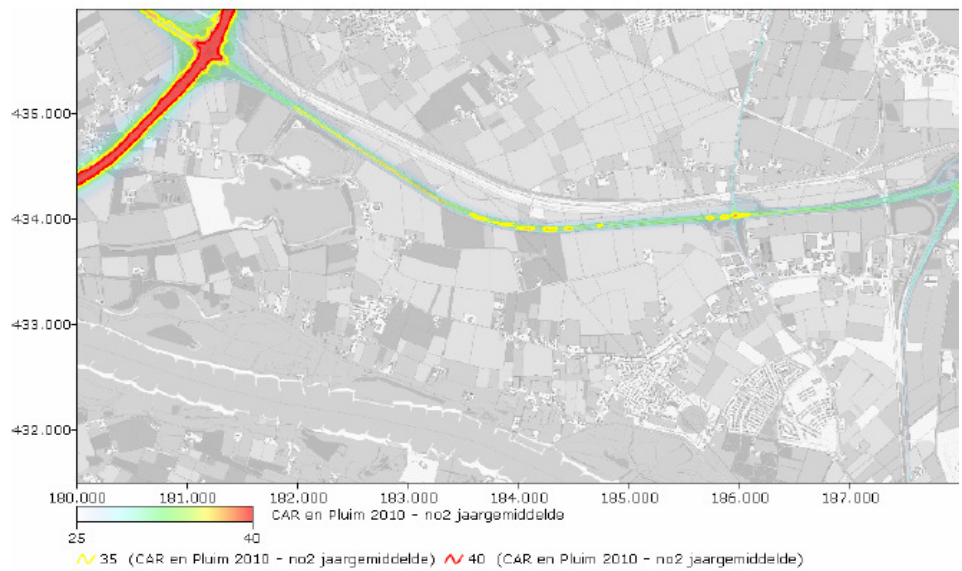 435.000
434.000
433.000
432.000
180.000 181.000 182.000 183.000 184.000 185.000 186.000 187.000
CAR en Pluim 2010 - no2 jaargemiddelde
25 40
35 (CAR en Pluim 2010 - no2 jaargemiddelde) 40 (CAR en Pluim 2010 - no2 jaargemiddelde)